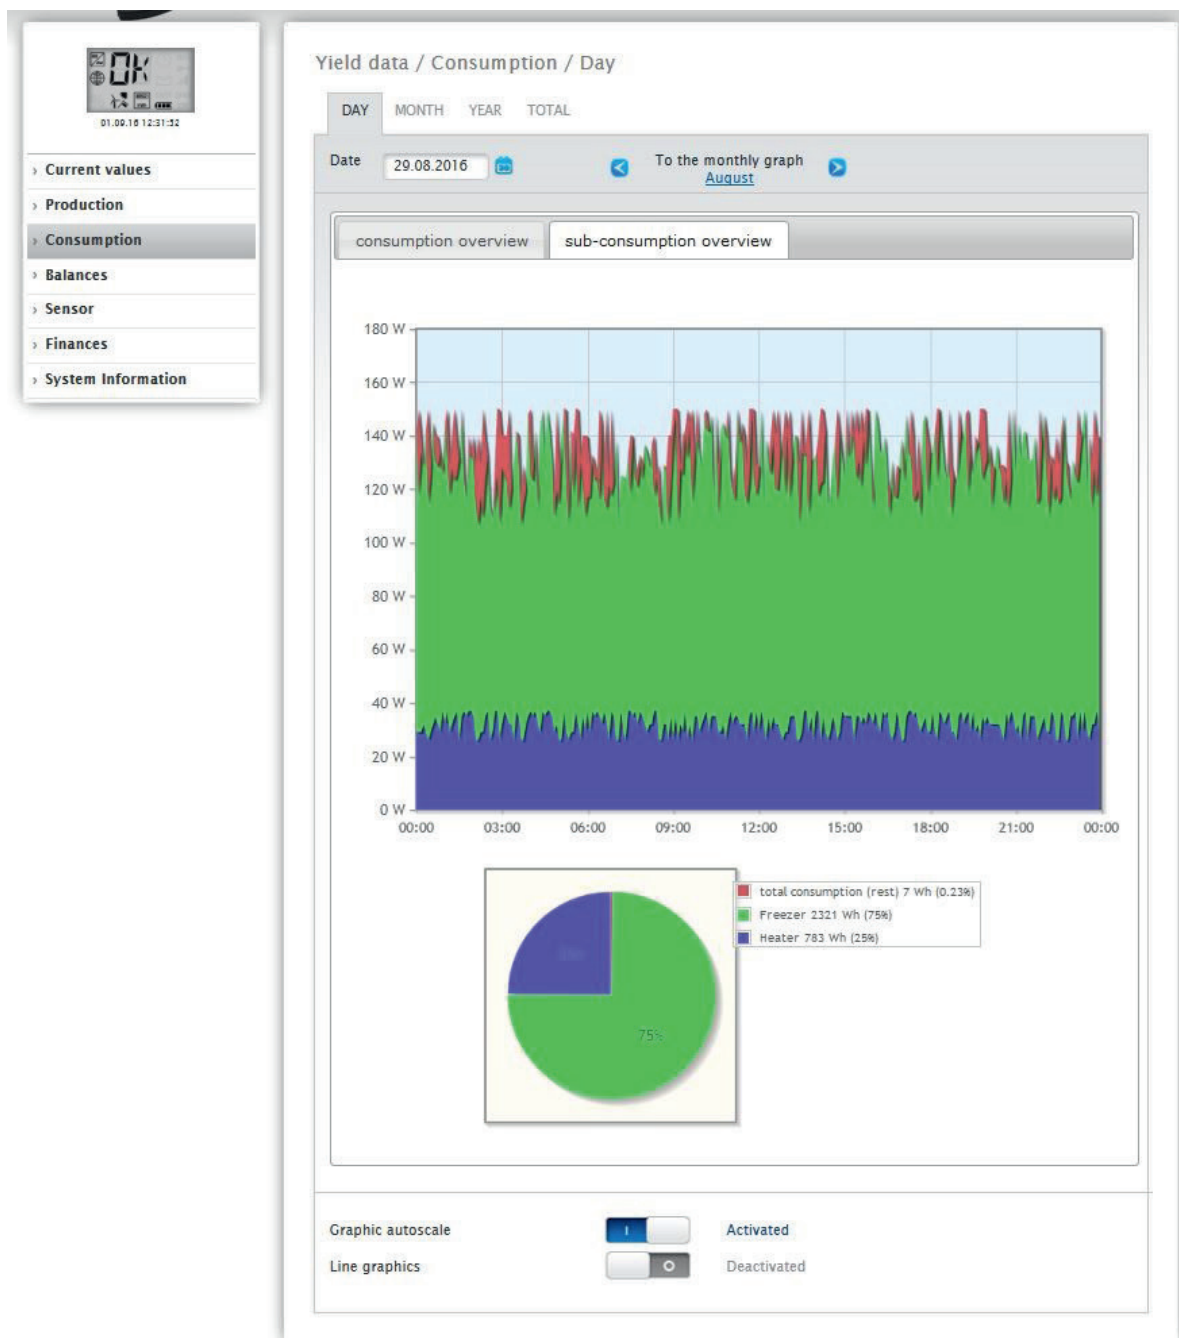 OK
01.09.16 12:31:32
Current values
Production
Consumption
Balances
Sensor
Finances
System Information
Yield data / Consumption / Day
DAY MONTH YEAR TOTAL
Date 29.08.2016 To the monthly graph
August
consumption overview sub-consumption overview
180 W
160 W
140 W
120 W
100 W
80 W
60 W
40 W
20 W
0 W
00:00 03:00 06:00 09:00 12:00 15:00 18:00 21:00 00:00
total consumption (rest) 7 Wh (0.23%)
Freezer 2321 Wh (75%)
Heater 783 Wh (25%)
75%
Graphic autoscale I Activated
Line graphics O Deactivated